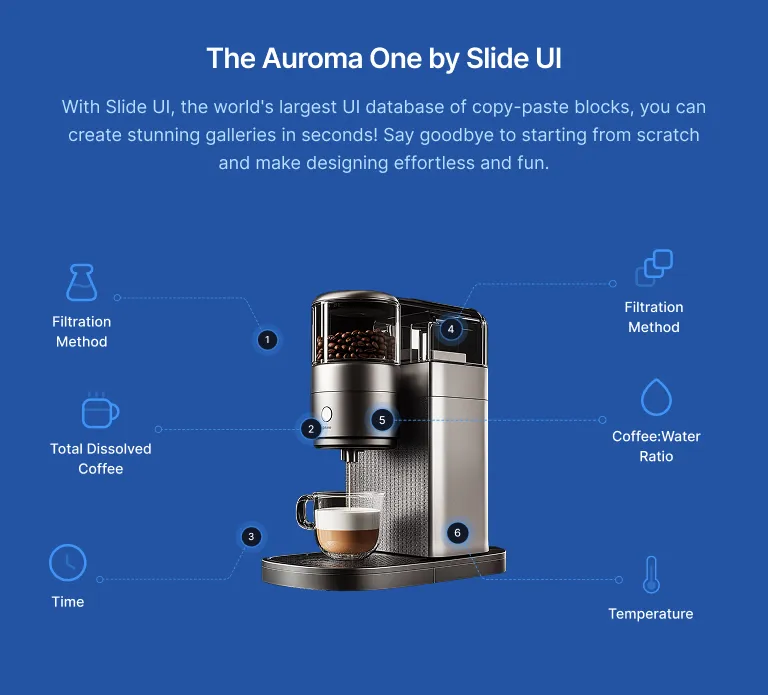 The Auroma One by Slide UI
With Slide UI, the world's largest UI database of copy-paste blocks, you can
create stunning galleries in seconds! Say goodbye to starting from scratch
and make designing effortless and fun.
Filtration
Method
1
Total Dissolved
Coffee
2
3
Time
4
Filtration
Method
5
Coffee:Water
Ratio
6
Temperature